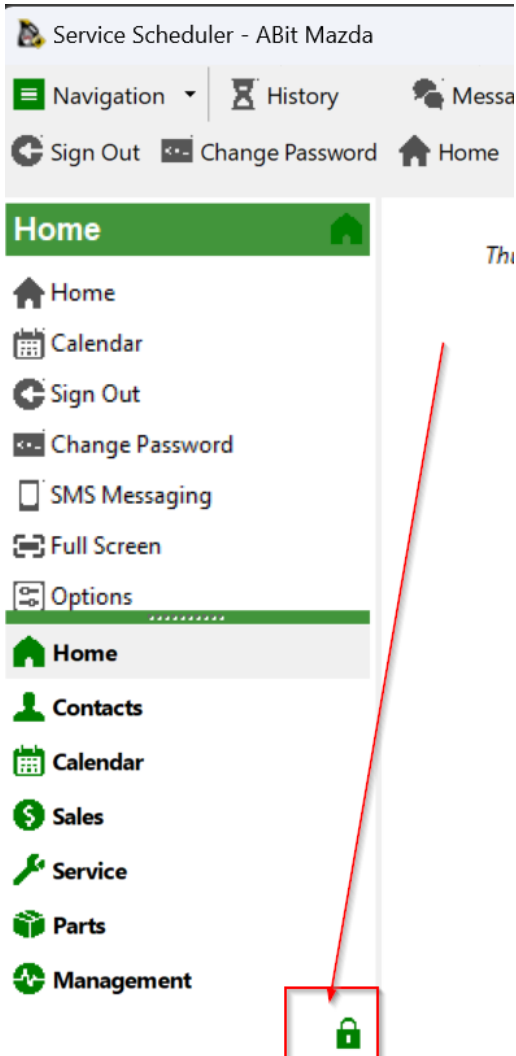 Service Scheduler - ABit Mazda
Navigation History
Sign Out Change Password Home
Home
Home
Calendar
Sign Out
Change Password
SMS Messaging
Full Screen
Options
Home
Contacts
Calendar
Sales
Service
Parts
Management